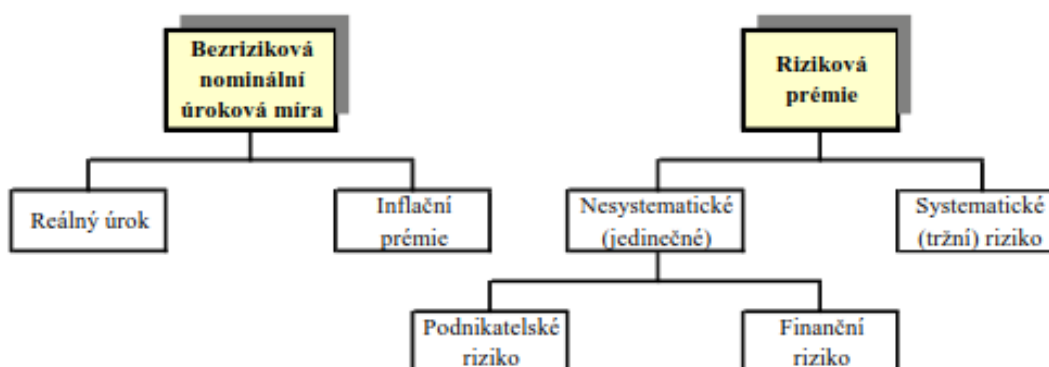 Bezriziková
nominální
úroková míra
Riziková
prémie
Reálný úrok
Inflační
prémie
Nesystematické
(jedinečné)
Systematické
(tržní) riziko
Podnikatelské
riziko
Finanční
riziko